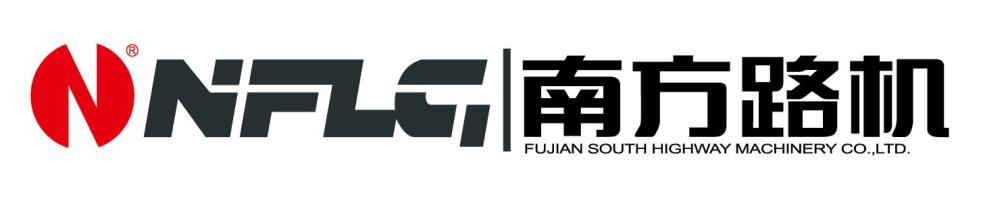 N® NFLG 南方路机
FUJIAN SOUTH HIGHWAY MACHINERY CO.,LTD.